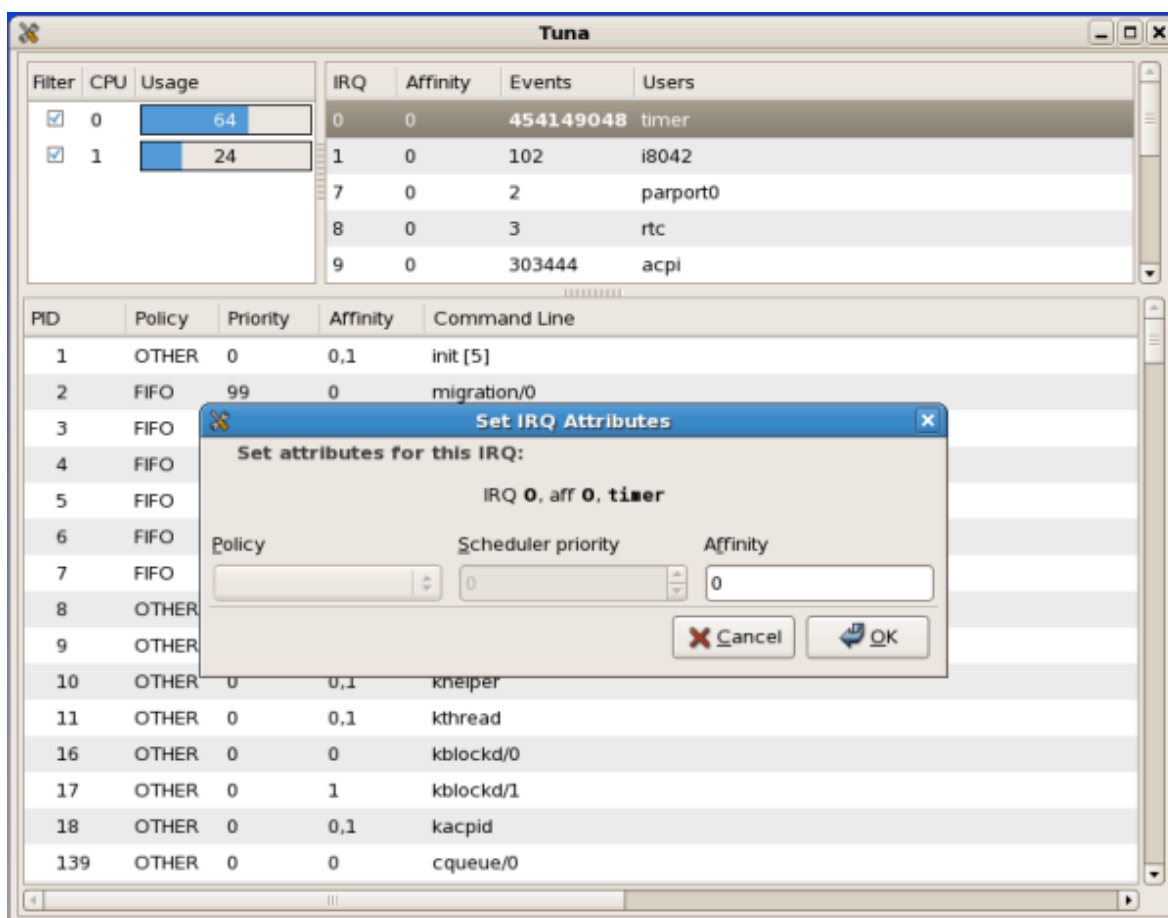 Tuna
Filter CPU Usage
0 64
1 24
IRQ Affinity Events Users
0 0 454149048 timer
1 0 102 i8042
7 0 2 parport0
8 0 3 rtc
9 0 303444 acpi
PID Policy Priority Affinity Command Line
1 OTHER 0 0,1 init [5]
2 FIFO 99 0 migration/0
3 FIFO
4 FIFO
5 FIFO
6 FIFO
7 FIFO
8 OTHER
9 OTHER
10 OTHER 0 0,1 khelper
11 OTHER 0 0,1 kthread
16 OTHER 0 0 kblockd/0
17 OTHER 0 1 kblockd/1
18 OTHER 0 0,1 kacpid
139 OTHER 0 0 cqueue/0
Set IRQ Attributes
Set attributes for this IRQ:
IRQ 0, aff 0, timer
Policy Scheduler priority Affinity
0 0
Cancel OK